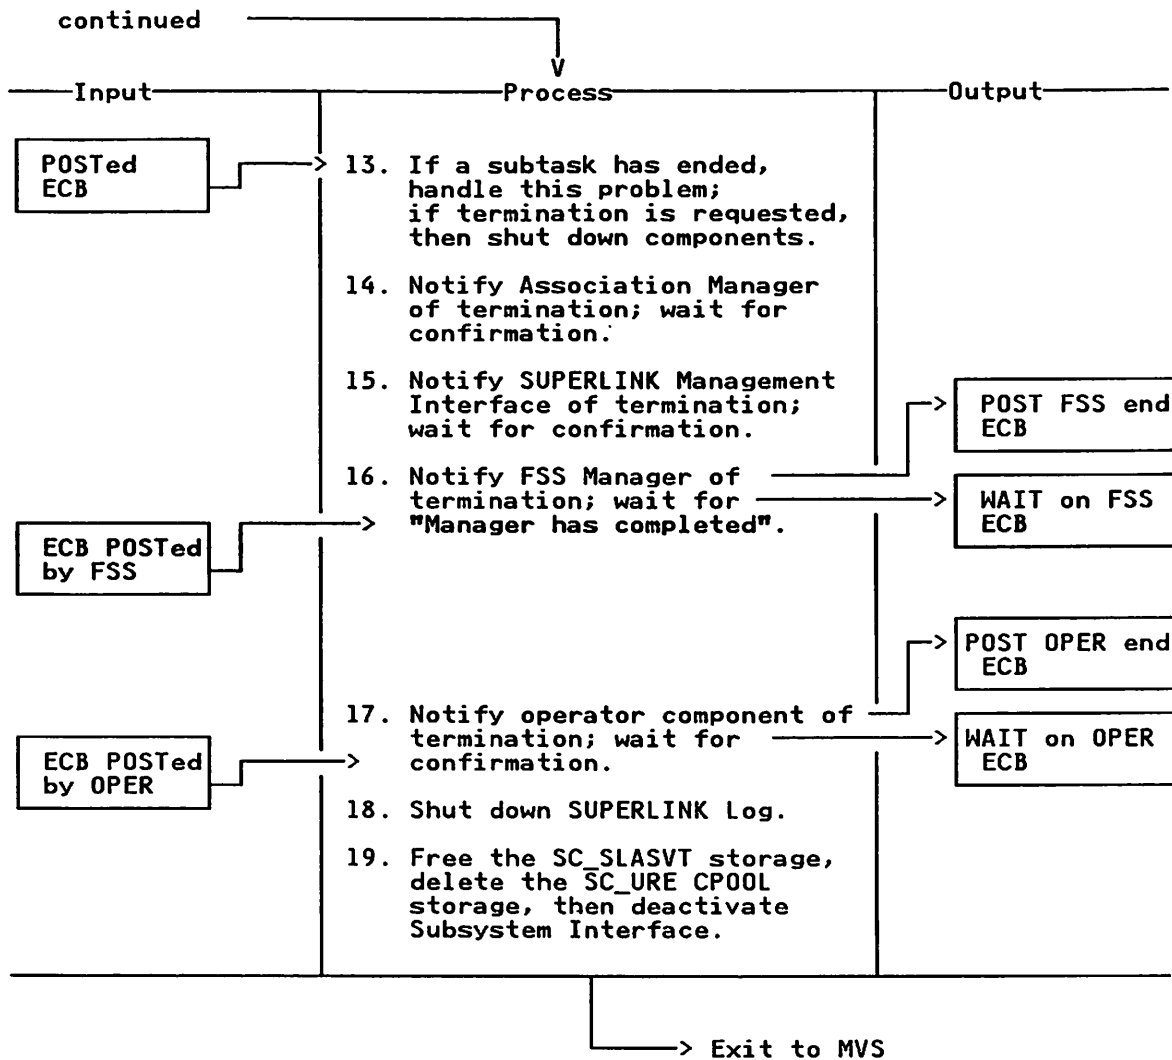 continued
Input
Process
Output
POSTed
ECB
13. If a subtask has ended,
handle this problem;
if termination is requested,
then shut down components.
14. Notify Association Manager
of termination; wait for
confirmation.
15. Notify SUPERLINK Management
Interface of termination;
wait for confirmation.
POST FSS end
ECB
16. Notify FSS Manager of
termination; wait for
"Manager has completed".
WAIT on FSS
ECB
ECB POSTed
by FSS
POST OPER end
ECB
17. Notify operator component of
termination; wait for
confirmation.
WAIT on OPER
ECB
ECB POSTed
by OPER
18. Shut down SUPERLINK Log.
19. Free the SC_SLASVT storage,
delete the SC_URE CPOOL
storage, then deactivate
Subsystem Interface.
Exit to MVS